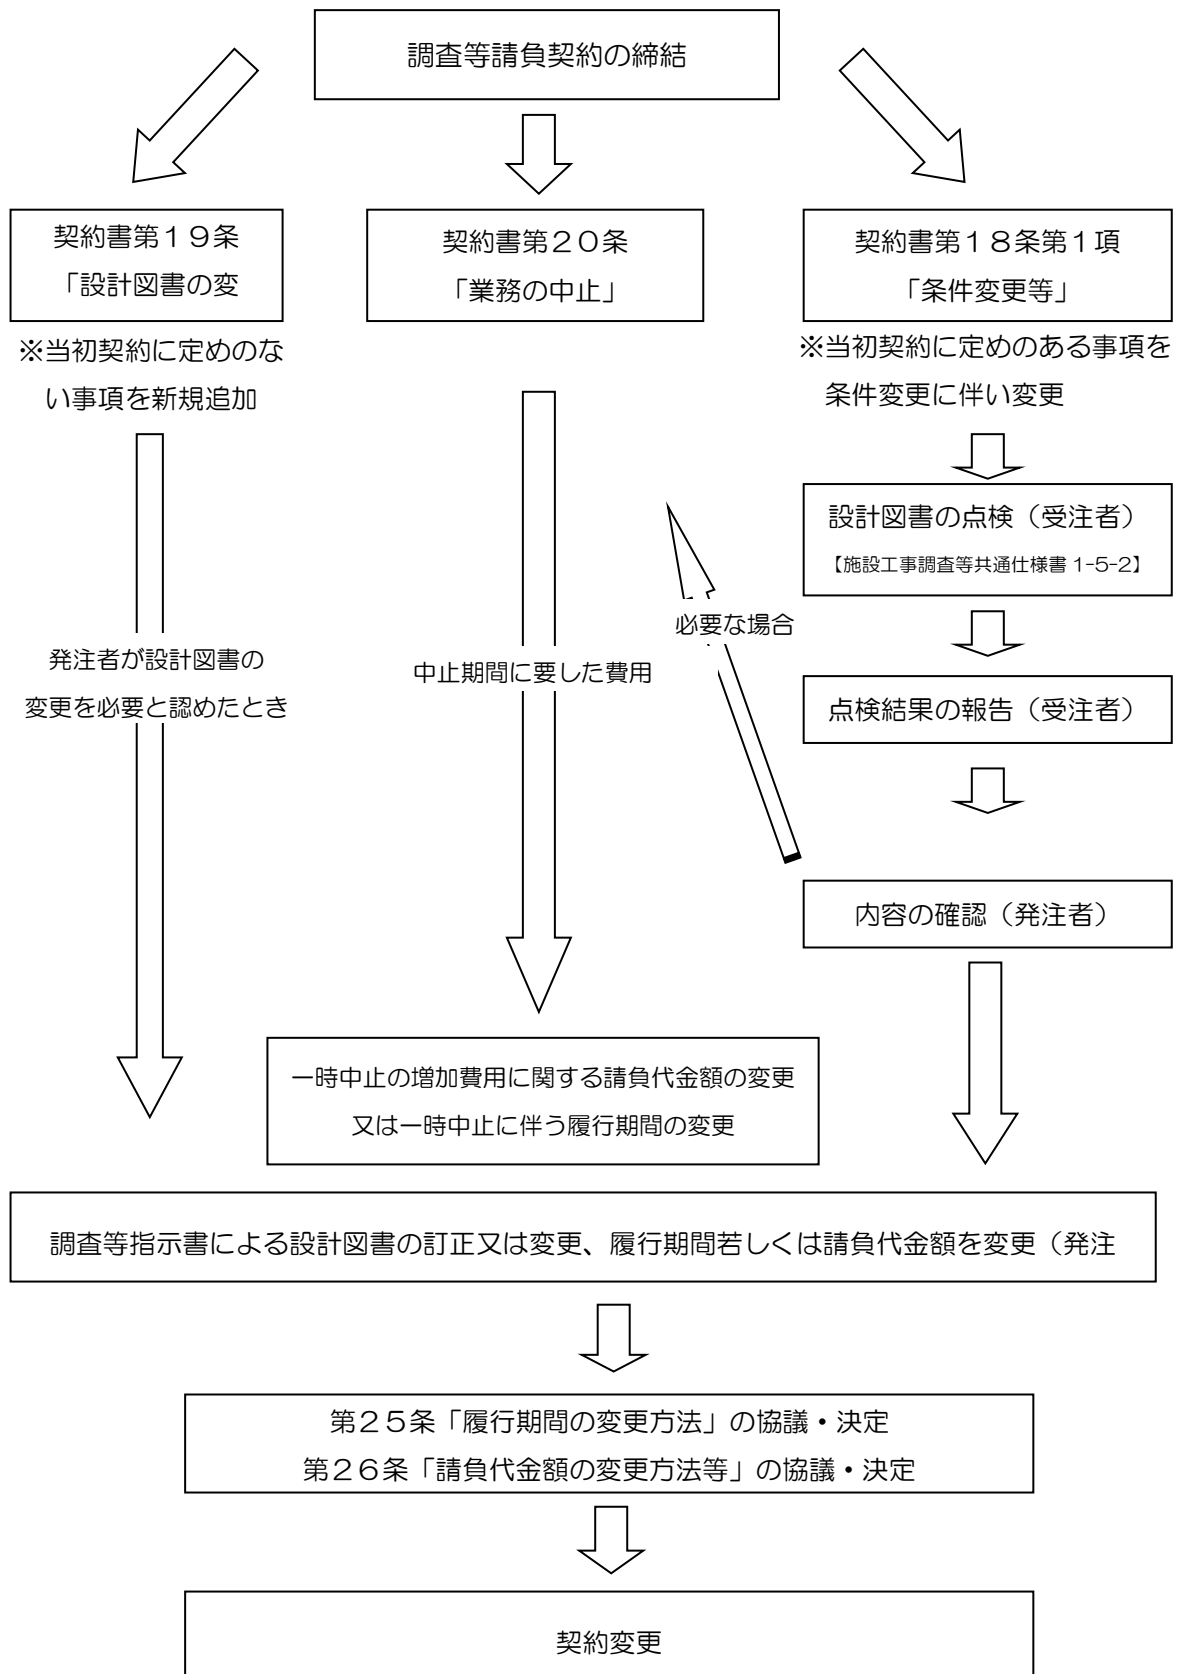 調査等請負契約の締結
契約書第１９条
「設計図書の変
※当初契約に定めのな
い事項を新規追加
契約書第２０条
「業務の中止」
契約書第１８条第１項
「条件変更等」
※当初契約に定めのある事項を
条件変更に伴い変更
設計図書の点検（受注者）
【施設工事調査等共通仕様書 1-5-2】
必要な場合
発注者が設計図書の
変更を必要と認めたとき
中止期間に要した費用
点検結果の報告（受注者）
内容の確認（発注者）
一時中止の増加費用に関する請負代金額の変更
又は一時中止に伴う履行期間の変更
調査等指示書による設計図書の訂正又は変更、履行期間若しくは請負代金額を変更（発注
第２５条「履行期間の変更方法」の協議・決定
第２６条「請負代金額の変更方法等」の協議・決定
契約変更